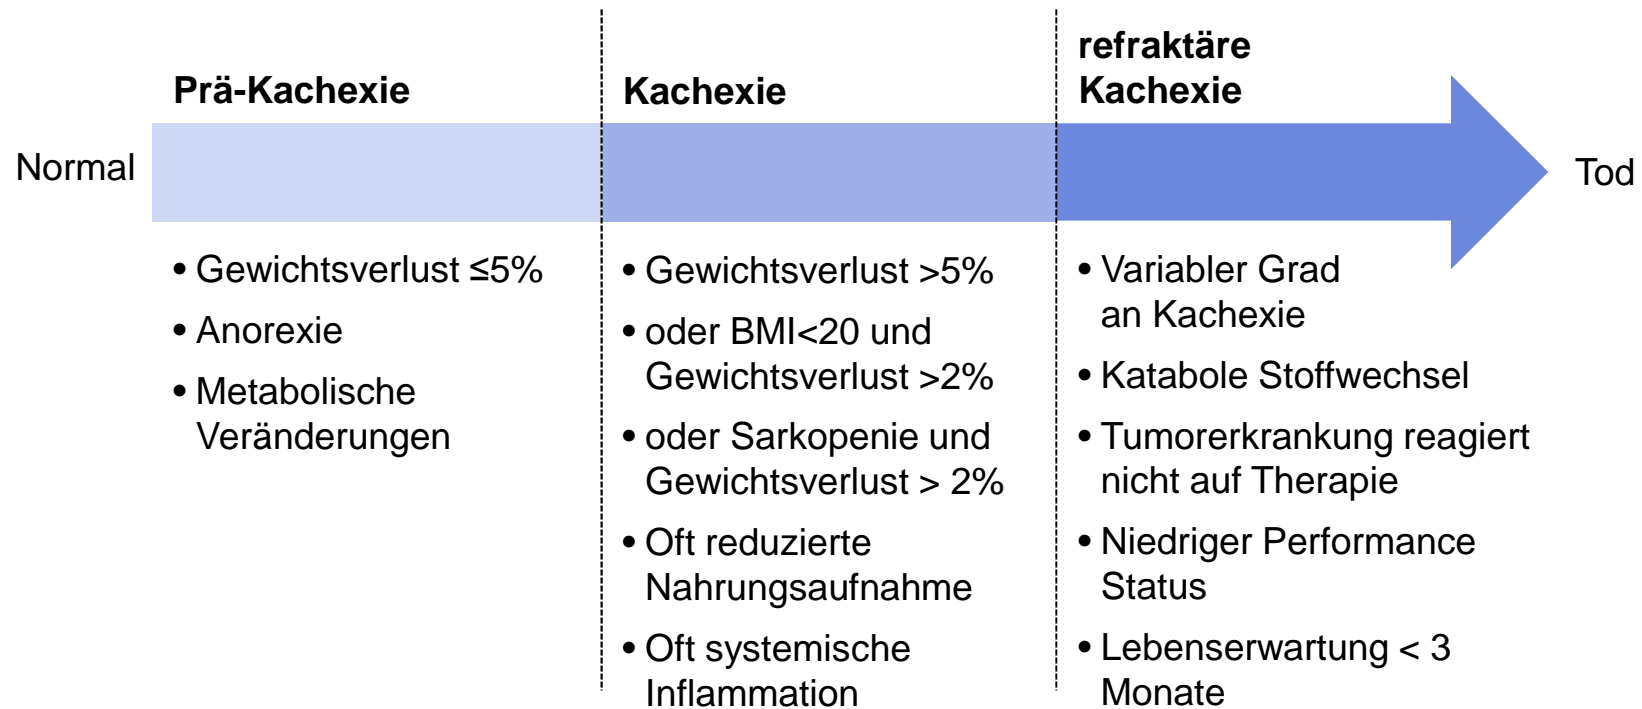 Normal
Prä-Kachexie
• Gewichtsverlust ≤5%
• Anorexie
• Metabolische
Veränderungen
Kachexie
• Gewichtsverlust >5%
• oder BMI<20 und
Gewichtsverlust >2%
• oder Sarkopenie und
Gewichtsverlust > 2%
• Oft reduzierte
Nahrungsaufnahme
• Oft systemische
Inflammation
refraktäre
Kachexie
• Variabler Grad
an Kachexie
• Katabole Stoffwechsel
• Tumorerkrankung reagiert
nicht auf Therapie
• Niedriger Performance
Status
• Lebenserwartung < 3
Monate
Tod